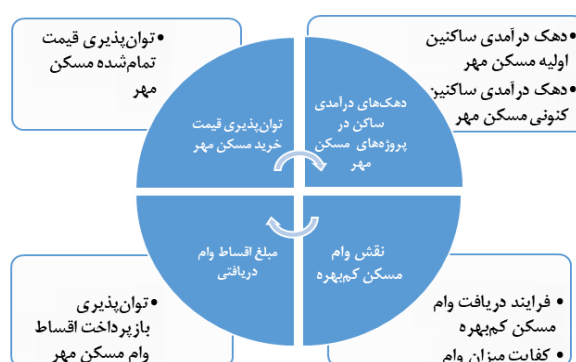 • دهک درآمدی ساکنین
اولیه مسکن مهر
• دهک درآمدی ساکنین
کنونی مسکن مهر
• توان‌پذیری قیمت
تمام‌شده مسکن
مهر
دهک‌های درآمدی
ساکن در
پروژه‌های مسکن
مهر
توان‌پذیری قیمت
خرید مسکن مهر
نقش وام
مسکن کم‌بهره
مبلغ اقساط وام
دریافتی
• فرایند دریافت وام
مسکن کم‌بهره
• کفایت میزان وام
• توان‌پذیری
بازپرداخت اقساط
وام مسکن مهر